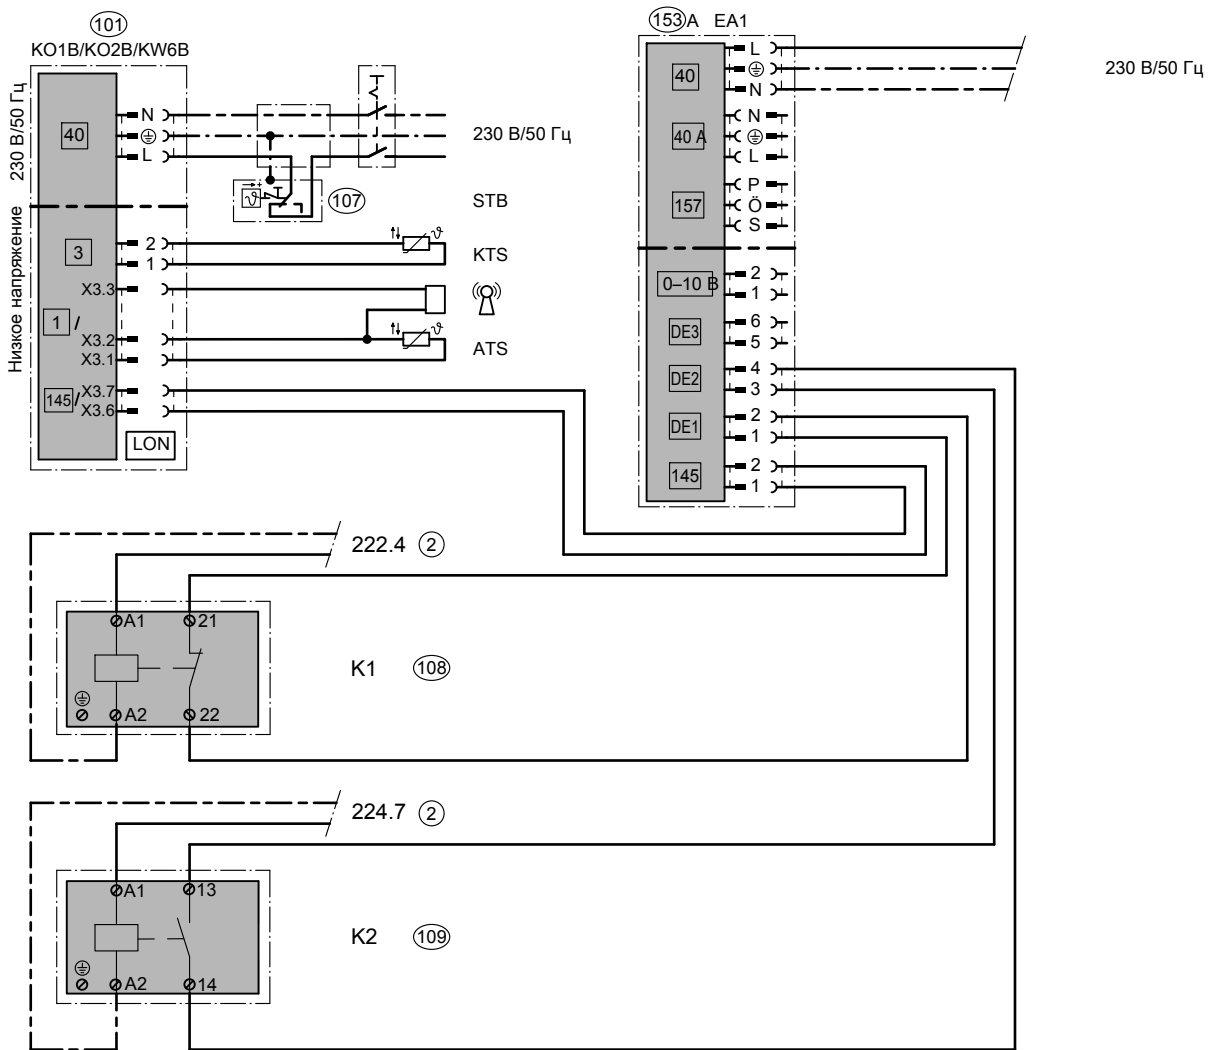 101
KO1B/KO2B/KW6B
230 В/50 Гц
Низкое напряжение
40
N
L
230 В/50 Гц
107
STB
3
2
1
KTS
X3.3
1 /
X3.2
X3.1
ATS
145 / X3.7
X3.6
LON
153 A EA1
40
L
N
230 В/50 Гц
40 A
N
L
157
P
Ö
S
0–10 В
2
1
DE3
6
5
DE2
4
3
DE1
2
1
145
2
1
222.4 2
A1
21
A2
22
K1 108
224.7 2
A1
13
A2
14
K2 109